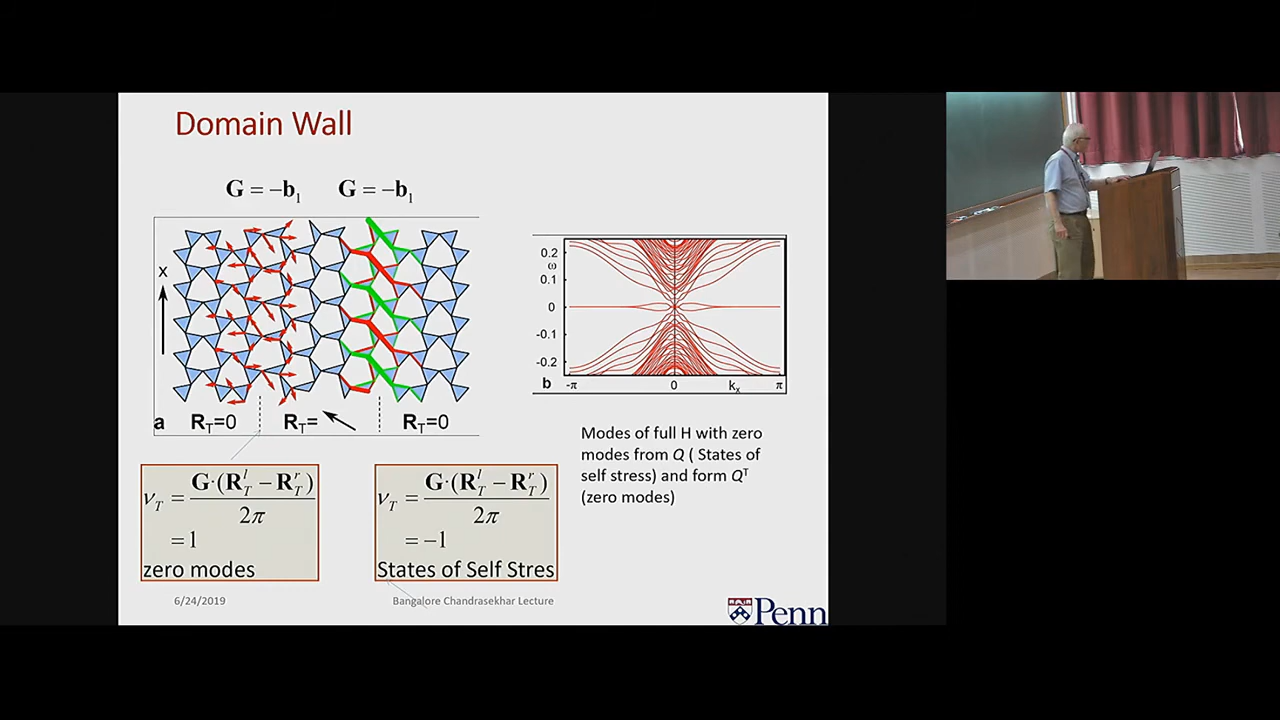 Domain Wall
G = −b₁ G = −b₁
x
a R_T=0 R_T= R_T=0
0.2
ω
0.1
0
-0.1
-0.2
b -π 0 kₓ π
Modes of full H with zero
modes from Q ( States of
self stress) and form Qᵀ
(zero modes)
ν_T = G·(R_T^l − R_T^r) / 2π
= 1
zero modes
ν_T = G·(R_T^l − R_T^r) / 2π
= −1
States of Self Stres
6/24/2019 Bangalore Chandrasekhar Lecture
Penn